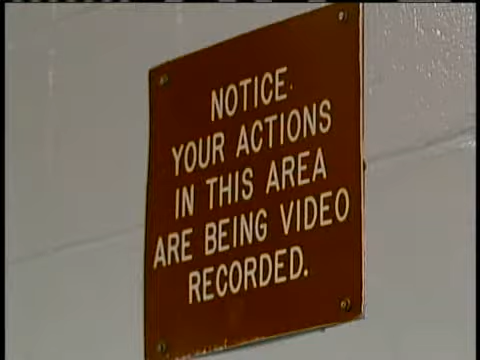 NOTICE
YOUR ACTIONS
IN THIS AREA
ARE BEING VIDEO
RECORDED.